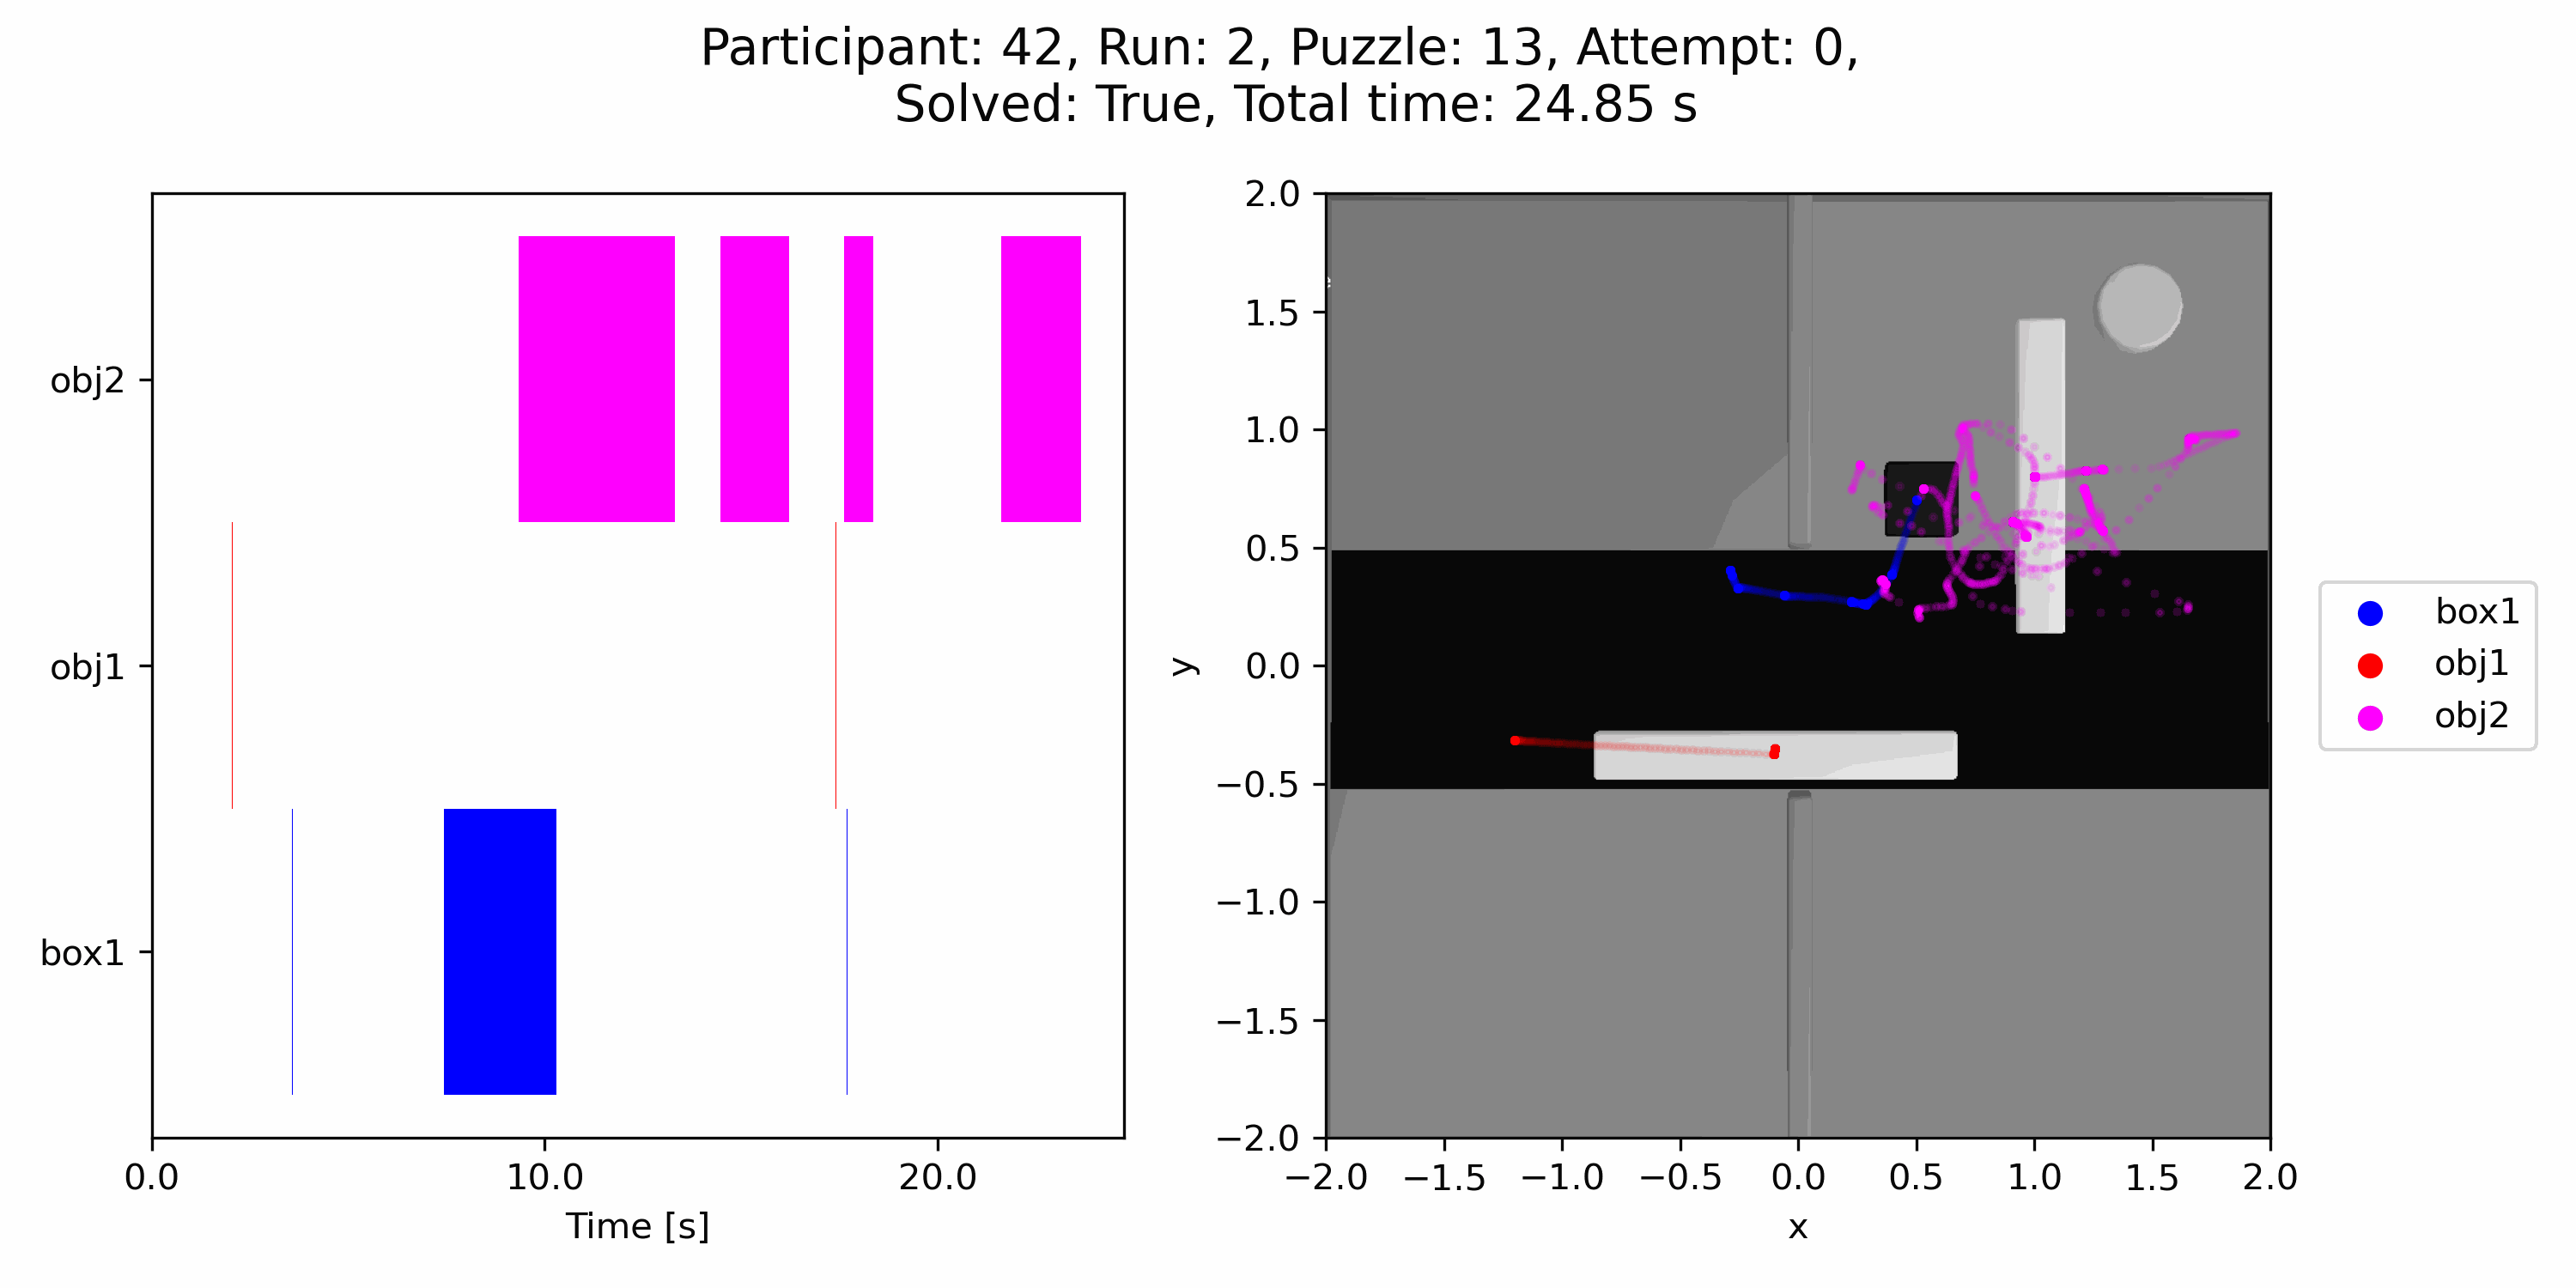 Participant: 42, Run: 2, Puzzle: 13, Attempt: 0,
Solved: True, Total time: 24.85 s
obj2
obj1
box1
0.0 10.0 20.0
Time [s]
2.0
1.5
1.0
0.5
0.0
−0.5
−1.0
−1.5
−2.0
y
−2.0 −1.5 −1.0 −0.5 0.0 0.5 1.0 1.5 2.0
x
box1
obj1
obj2